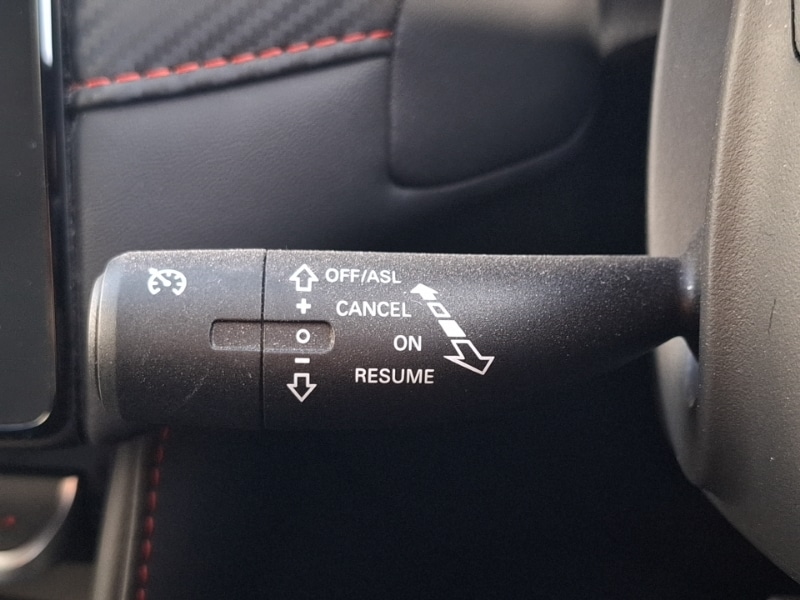 OFF/ASL
+ CANCEL
O ON
- RESUME